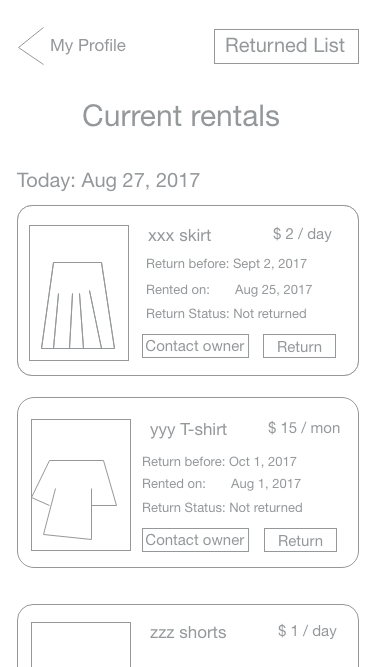 My Profile
Returned List
Current rentals
Today: Aug 27, 2017
xxx skirt
$ 2 / day
Return before: Sept 2, 2017
Rented on: Aug 25, 2017
Return Status: Not returned
Contact owner
Return
yyy T-shirt
$ 15 / mon
Return before: Oct 1, 2017
Rented on: Aug 1, 2017
Return Status: Not returned
Contact owner
Return
zzz shorts
$ 1 / day